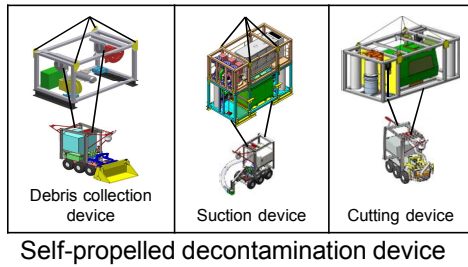 Debris collection
device
Suction device
Cutting device
Self-propelled decontamination device